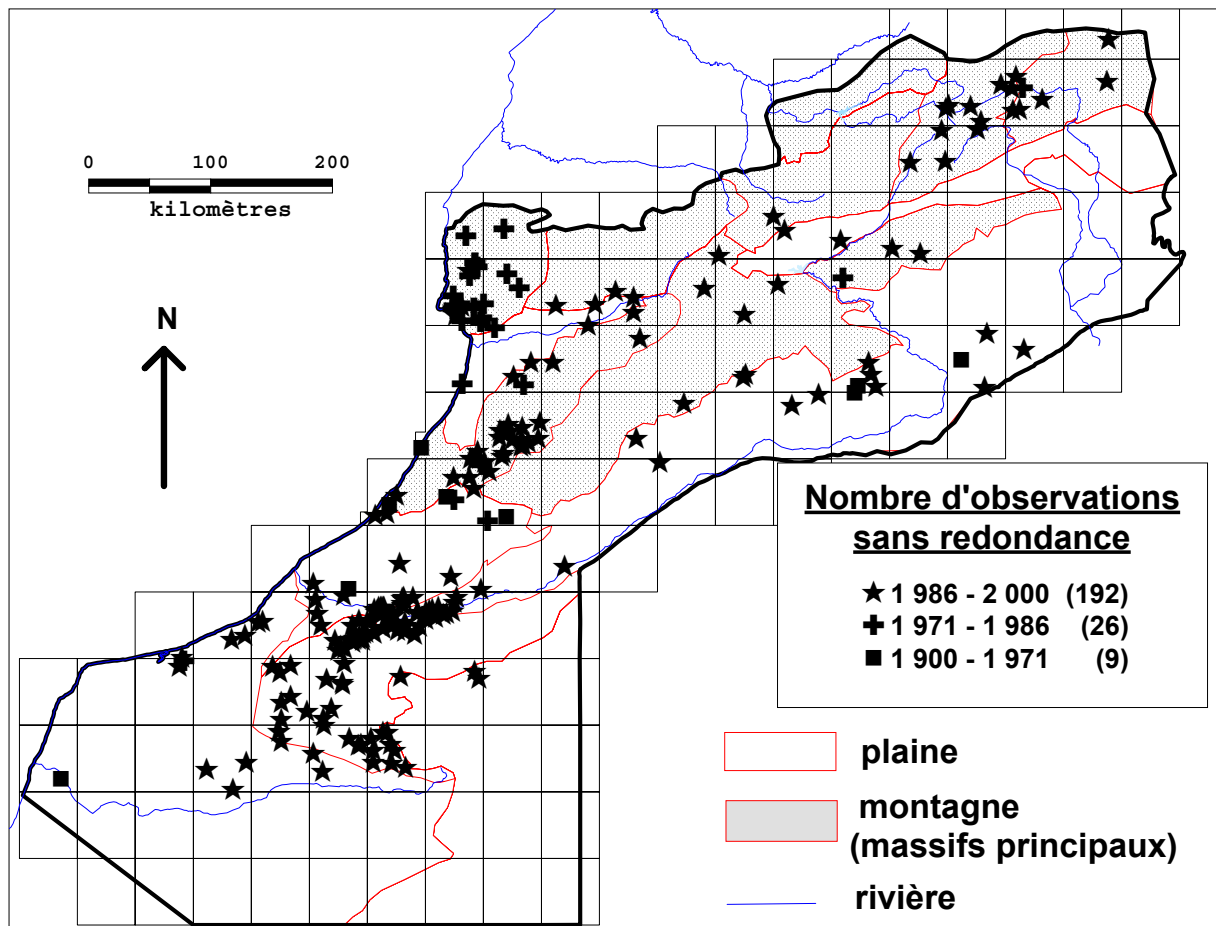 0 100 200
kilomètres
N
Nombre d'observations
sans redondance
1 986 - 2 000 (192)
1 971 - 1 986 (26)
1 900 - 1 971 (9)
plaine
montagne
(massifs principaux)
rivière